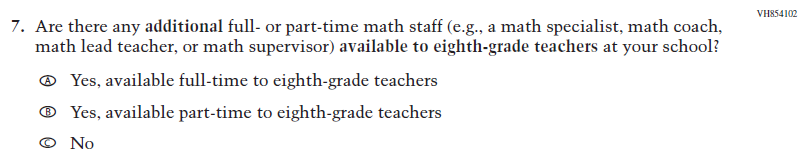 VH854102
7. Are there any additional full- or part-time math staff (e.g., a math specialist, math coach,
math lead teacher, or math supervisor) available to eighth-grade teachers at your school?
A Yes, available full-time to eighth-grade teachers
B Yes, available part-time to eighth-grade teachers
C No